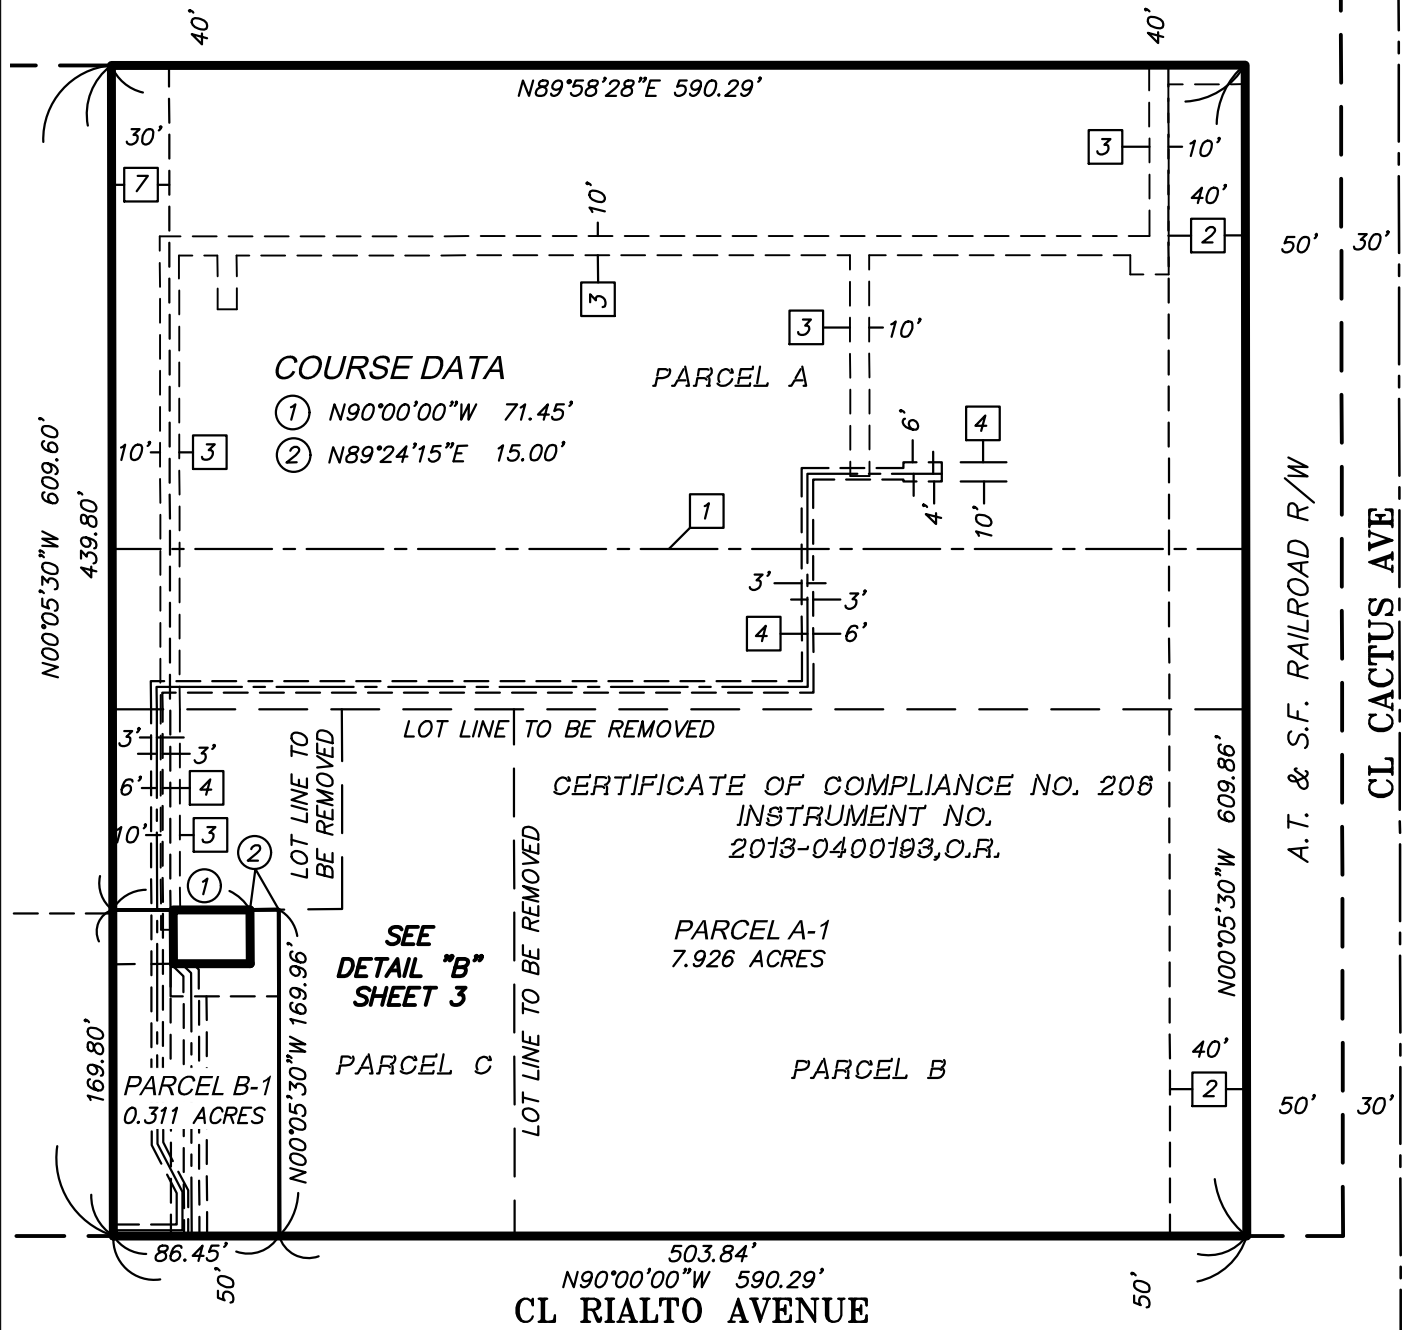 40'
40'
N89°58'28"E 590.29'
30'
7
3
10'
40'
2
10'
3
50'
30'
3
10'
COURSE DATA
1 N90°00'00"W 71.45'
2 N89°24'15"E 15.00'
PARCEL A
10'
3
6'
4
4'
10'
1
N00°05'30"W 609.60'
439.80'
3'
3'
4
6'
A.T. & S.F. RAILROAD R/W
CL CACTUS AVE
LOT LINE TO BE REMOVED
3'
3'
6'
4
10'
3
LOT LINE TO
BE REMOVED
CERTIFICATE OF COMPLIANCE NO. 206
INSTRUMENT NO.
2013-0400193,O.R.
N00°05'30"W 609.86'
2
1
LOT LINE TO BE REMOVED
SEE
DETAIL "B"
SHEET 3
PARCEL A-1
7.926 ACRES
N00°05'30"W 169.96'
169.80'
PARCEL B-1
0.311 ACRES
PARCEL C
PARCEL B
40'
2
50'
30'
86.45'
503.84'
50'
N90°00'00"W 590.29'
50'
CL RIALTO AVENUE